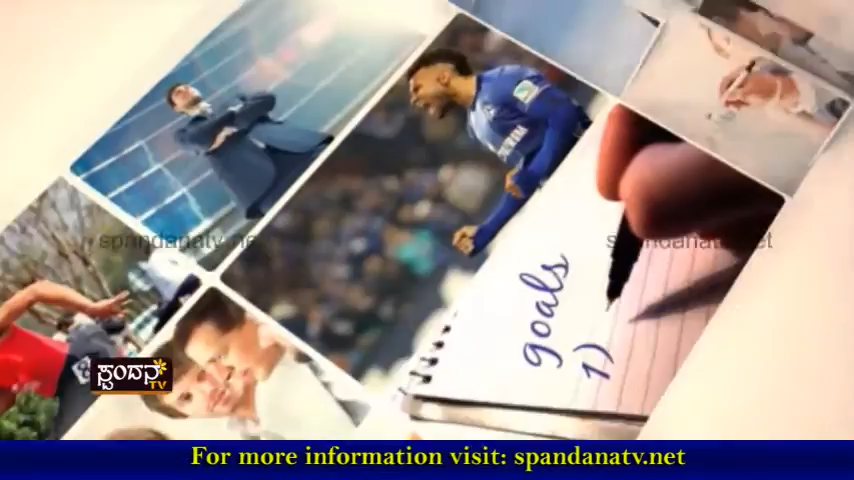 spandanatv.net
spandanatv.net
goals
1)
ಸ್ಪಂದನ
TV
For more information visit: spandanatv.net